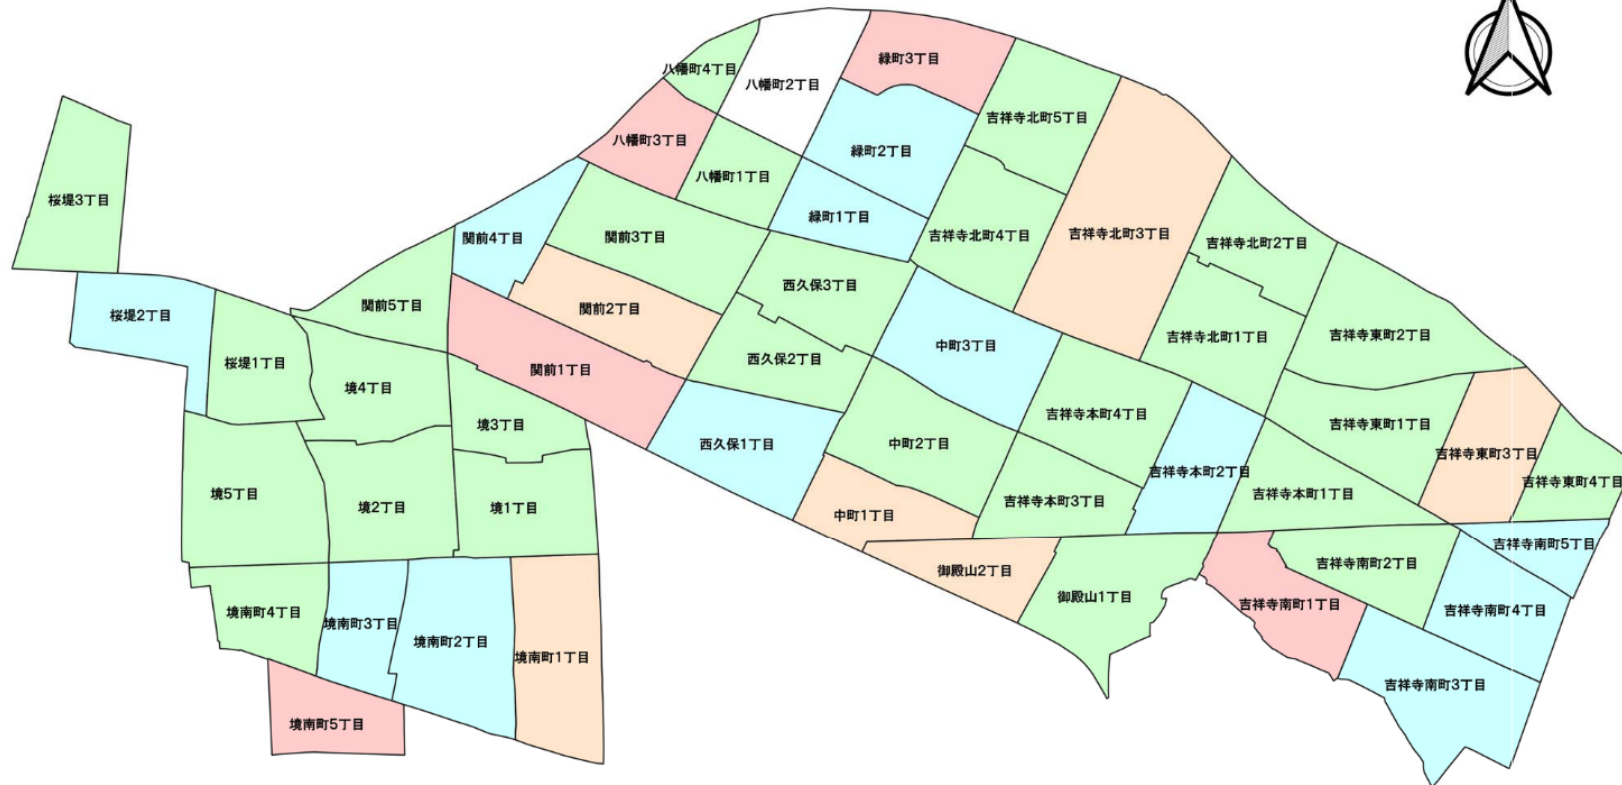 緑町3丁目
八幡町4丁目
八幡町2丁目
吉祥寺北町5丁目
八幡町3丁目
緑町2丁目
八幡町1丁目
桜堤3丁目
緑町1丁目
関前4丁目
関前3丁目
吉祥寺北町4丁目
吉祥寺北町3丁目
吉祥寺北町2丁目
西久保3丁目
関前5丁目
関前2丁目
桜堤2丁目
吉祥寺北町1丁目
吉祥寺東町2丁目
中町3丁目
西久保2丁目
桜堤1丁目
関前1丁目
境4丁目
吉祥寺本町4丁目
境3丁目
吉祥寺東町1丁目
西久保1丁目
中町2丁目
吉祥寺東町3丁目
吉祥寺本町2丁目
吉祥寺東町4丁目
境5丁目
吉祥寺本町1丁目
吉祥寺本町3丁目
境2丁目
境1丁目
中町1丁目
吉祥寺南町5丁目
吉祥寺南町2丁目
御殿山2丁目
御殿山1丁目
吉祥寺南町1丁目
吉祥寺南町4丁目
境南町4丁目
境南町3丁目
境南町2丁目
境南町1丁目
吉祥寺南町3丁目
境南町5丁目